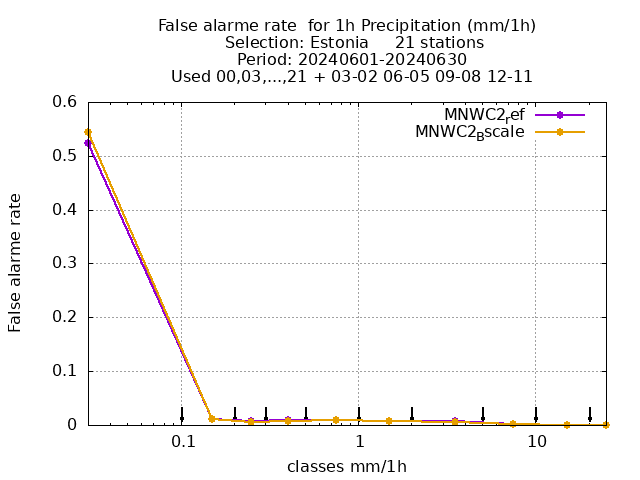 False alarme rate  for 1h Precipitation (mm/1h)
Selection: Estonia     21 stations
Period: 20240601-20240630
Used 00,03,...,21 + 03-02 06-05 09-08 12-11
MNWC2ref
MNWC2Bscale
0.6
0.5
0.4
0.3
0.2
0.1
0
False alarme rate
0.1
1
10
classes mm/1h